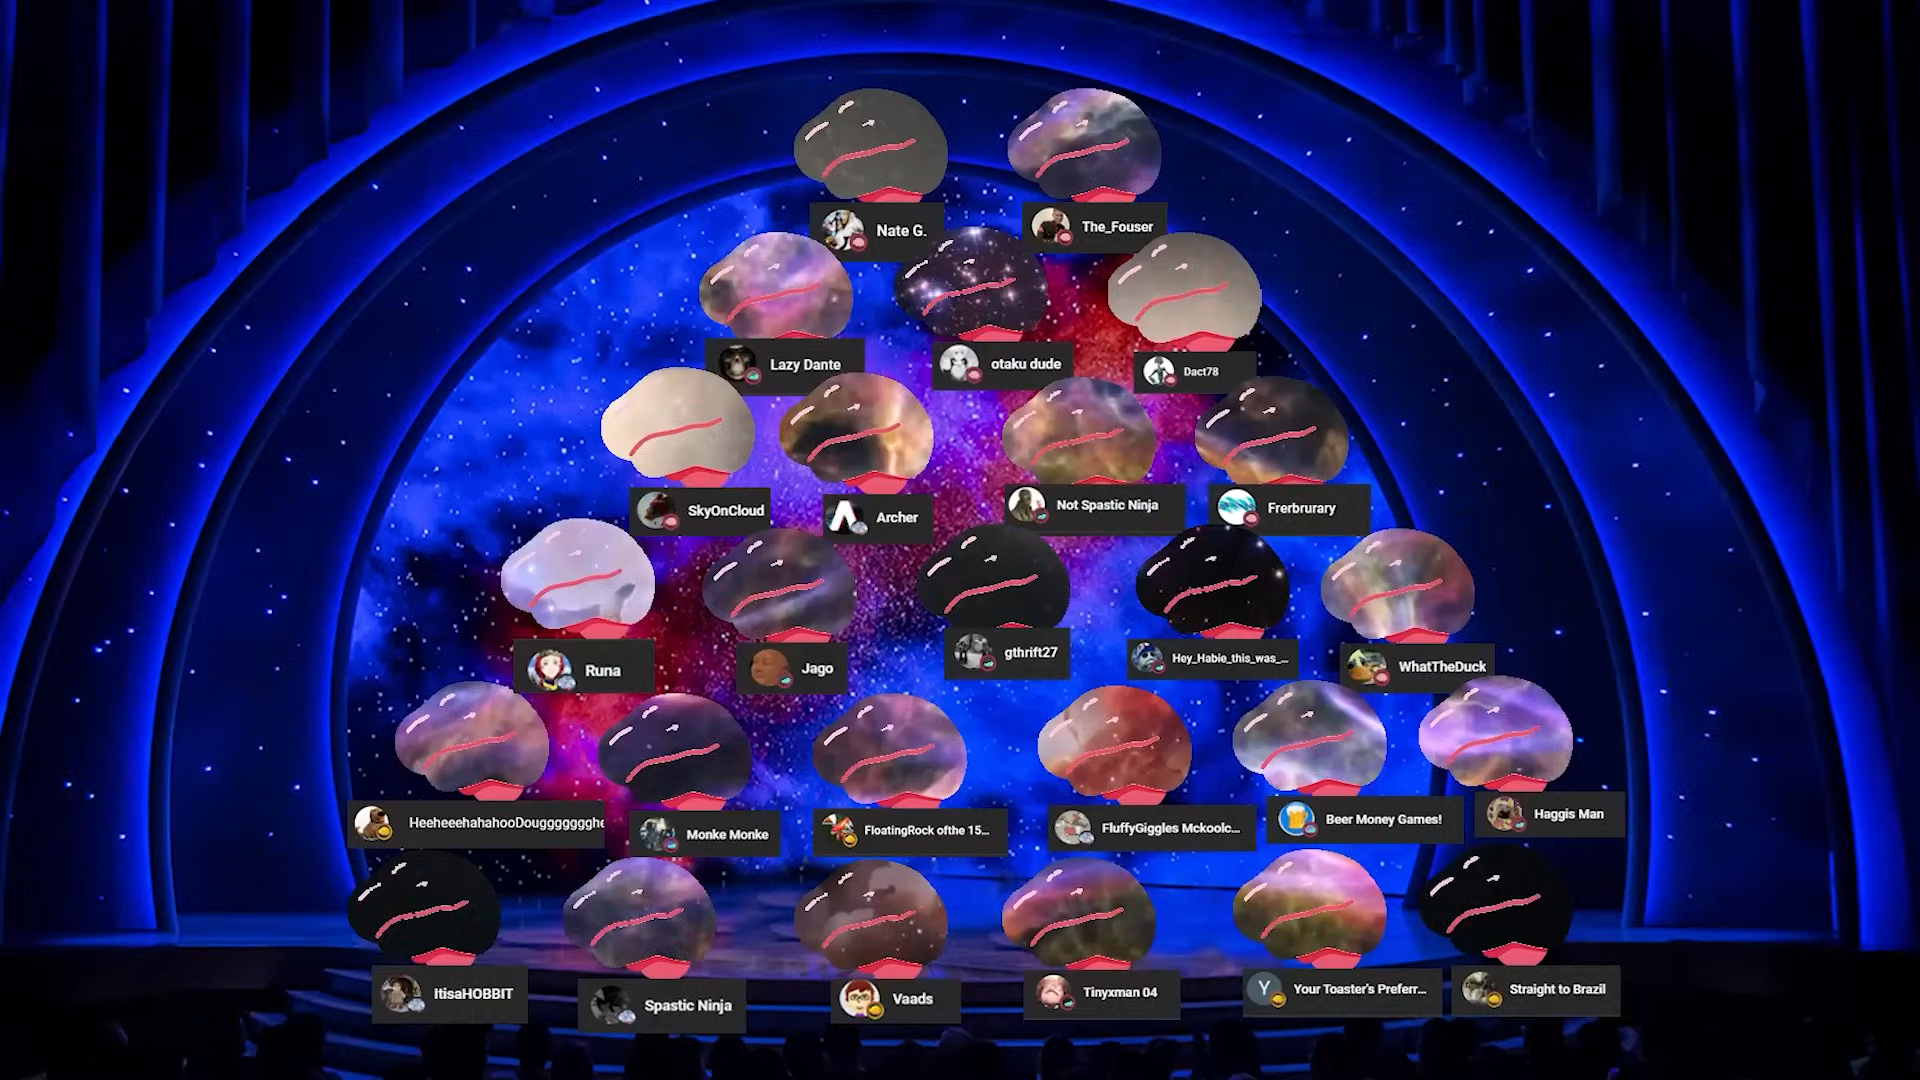 Nate G.
The_Fouser
Lazy Dante
otaku dude
Dact78
SkyOnCloud
Archer
Not Spastic Ninja
Frerbrurary
Runa
Jago
gthrift27
Hey_Habie_this_was_...
WhatTheDuck
HeeheeehahahooDouggggggghe
Monke Monke
FloatingRock ofthe 15...
FluffyGiggles Mckoolc...
Beer Money Games!
Haggis Man
ItisaHOBBIT
Spastic Ninja
Vaads
Tinyxman 04
Y Your Toaster's Preferr...
Straight to Brazil